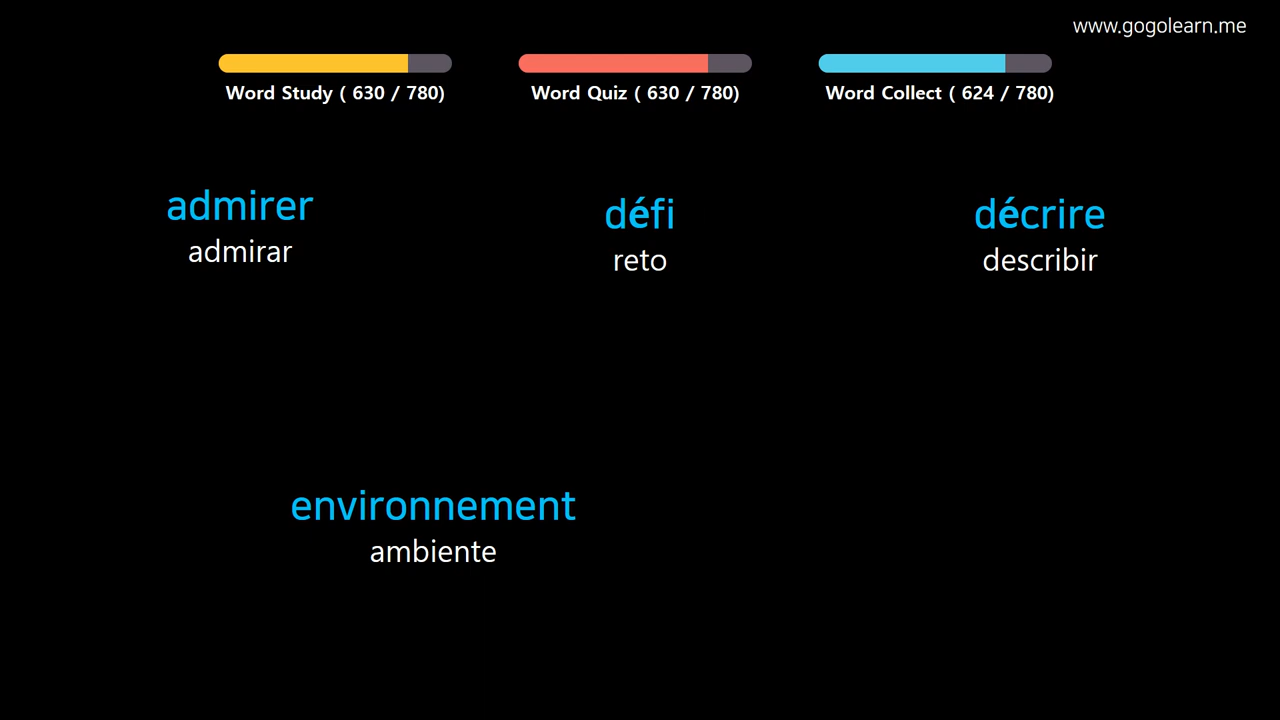 www.gogolearn.me
Word Study ( 630 / 780)
Word Quiz ( 630 / 780)
Word Collect ( 624 / 780)
admirer
admirar
défi
reto
décrire
describir
environnement
ambiente